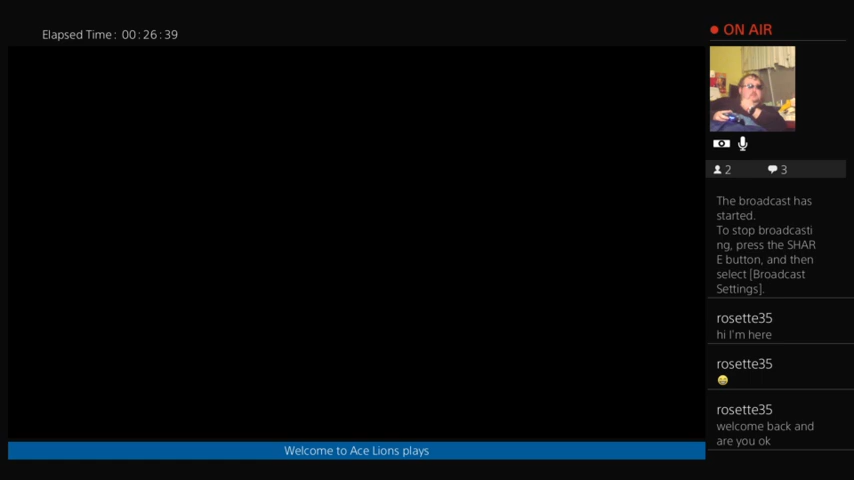 Elapsed Time: 00:26:39
ON AIR
2 3
The broadcast has
started.
To stop broadcasti
ng, press the SHAR
E button, and then
select [Broadcast
Settings].
rosette35
hi I'm here
rosette35
😄
rosette35
welcome back and
are you ok
Welcome to Ace Lions plays